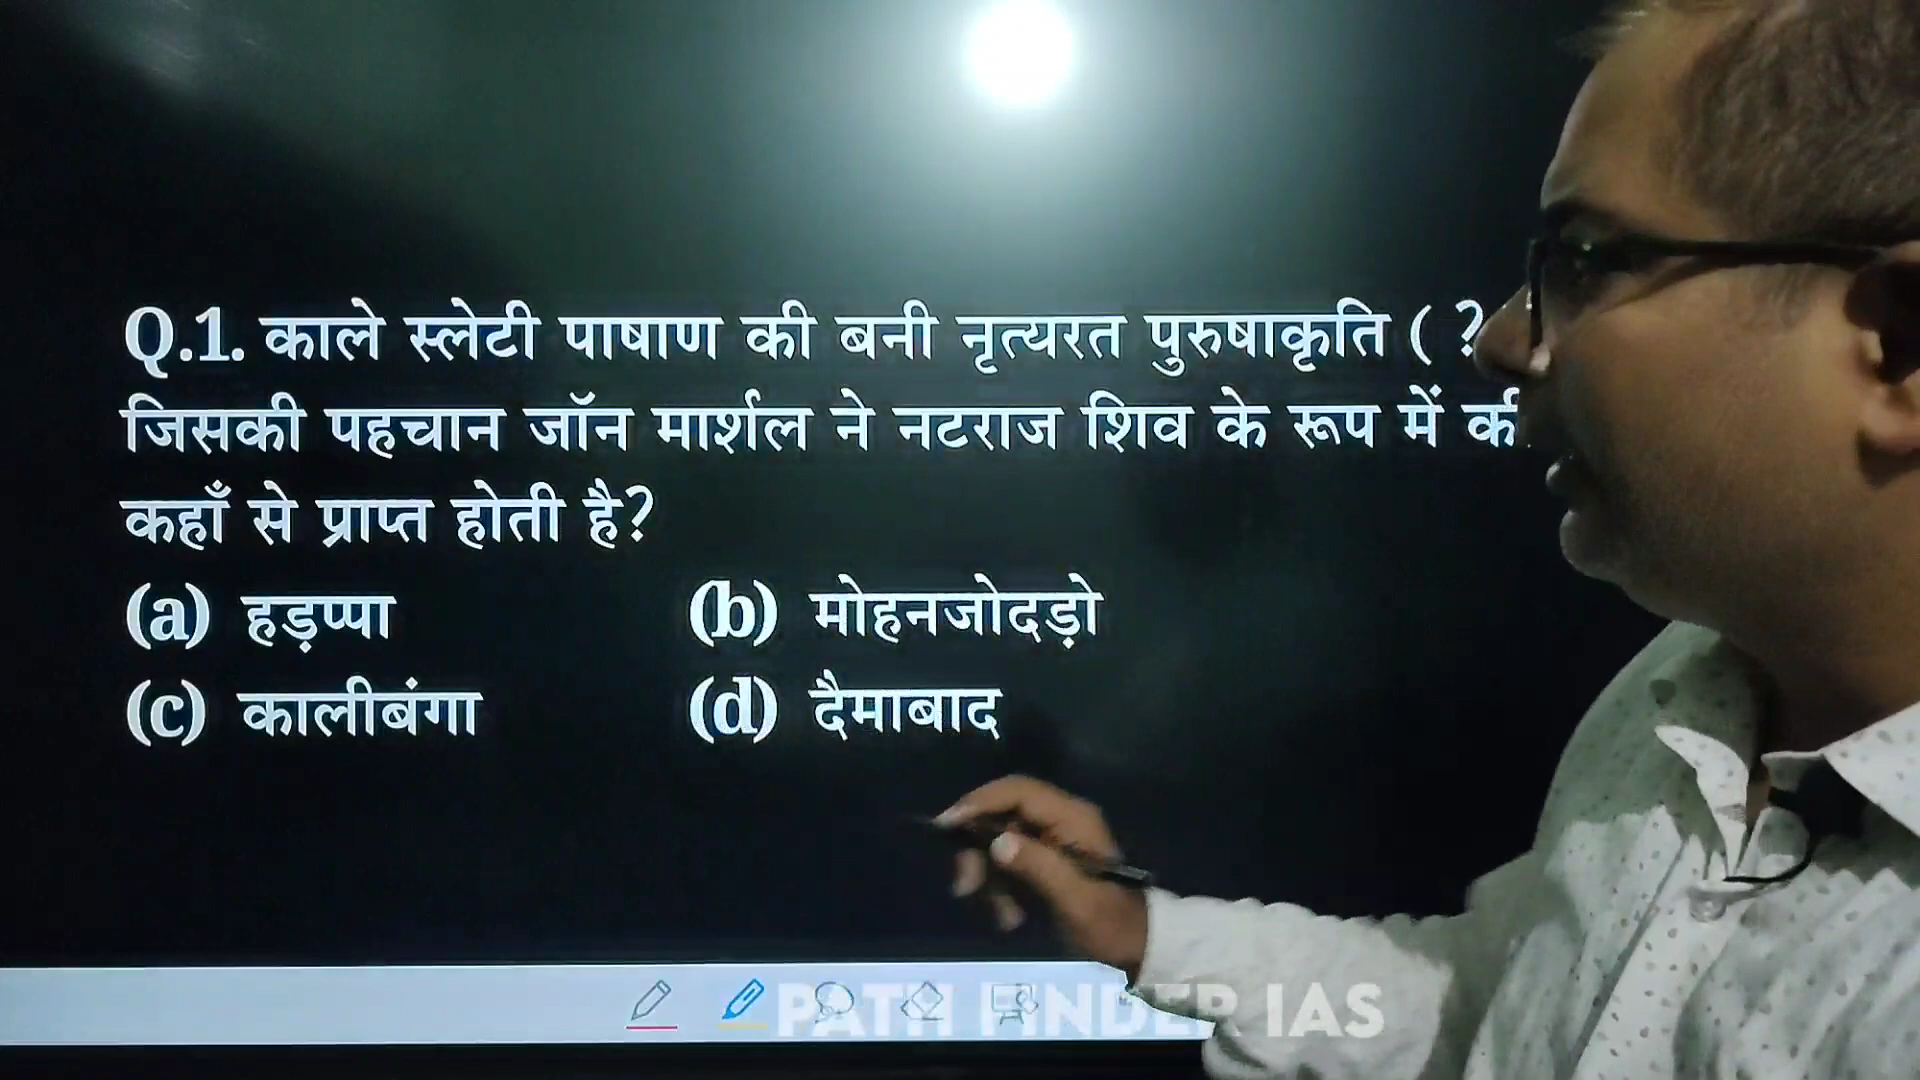 Q.1. काले स्लेटी पाषाण की बनी नृत्यरत पुरुषाकृति ( ?
जिसकी पहचान जॉन मार्शल ने नटराज शिव के रूप में की
कहाँ से प्राप्त होती है?
(a) हड़प्पा (b) मोहनजोदड़ो
(c) कालीबंगा (d) दैमाबाद
PATH FINDER IAS